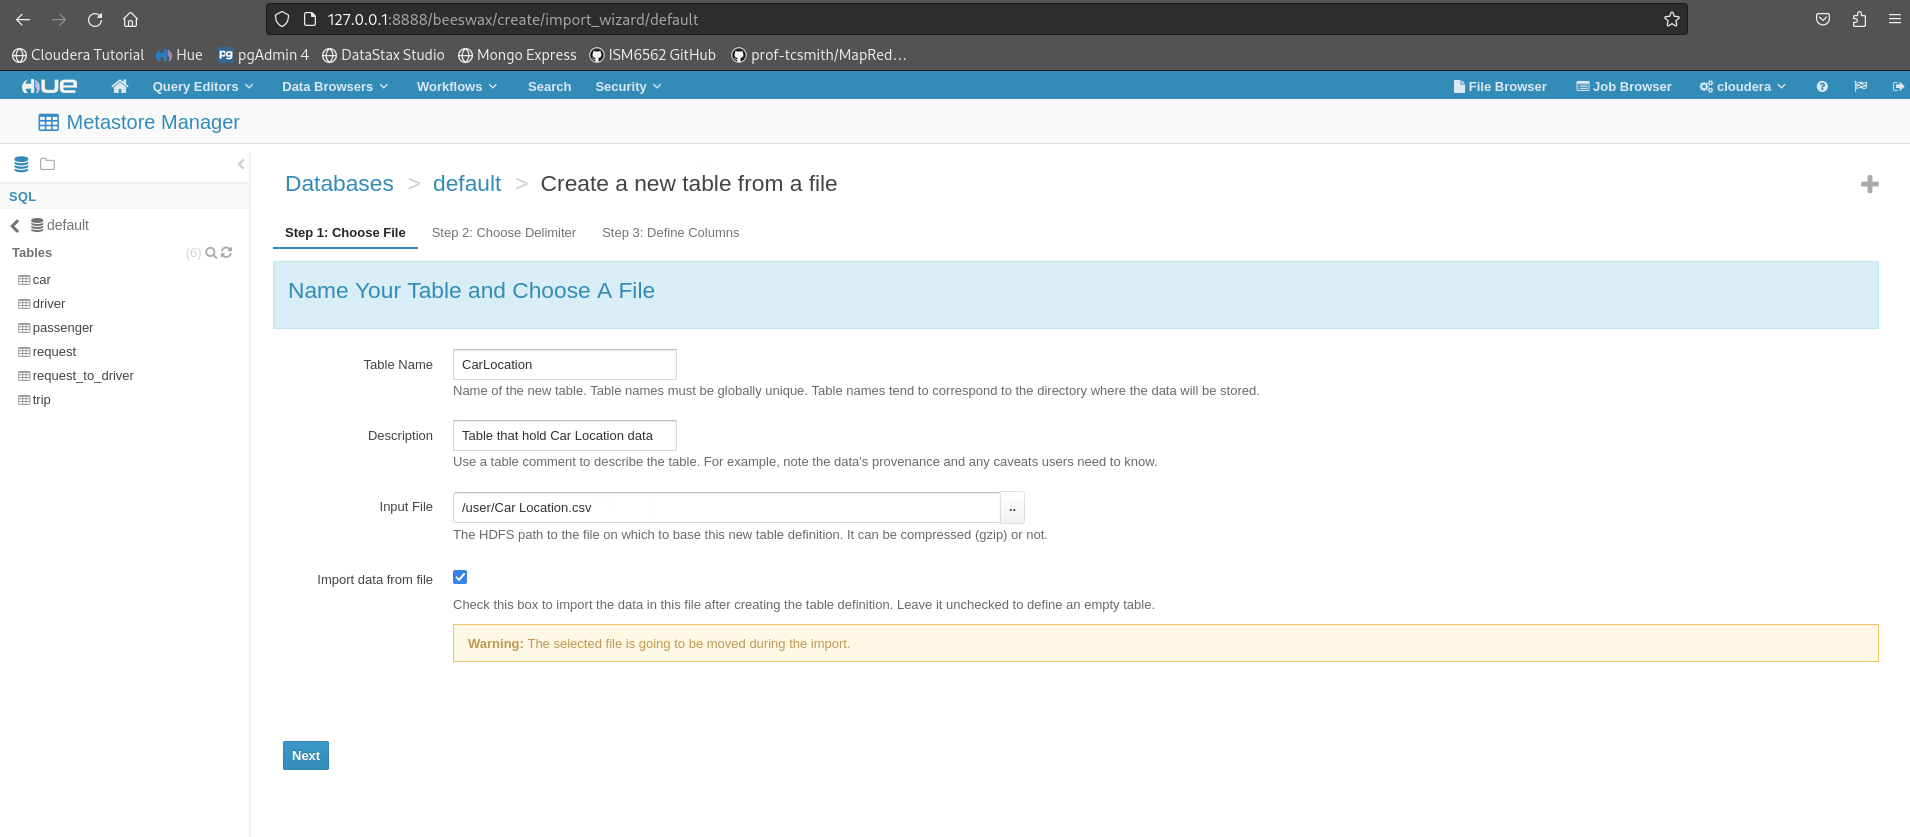 127.0.0.1:8888/beeswax/create/import_wizard/default
Cloudera Tutorial Hue pgAdmin 4 DataStax Studio Mongo Express ISM6562 GitHub prof-tcsmith/MapRed…
HUE Query Editors Data Browsers Workflows Search Security File Browser Job Browser cloudera
Metastore Manager
SQL
default
Tables (6)
car
driver
passenger
request
request_to_driver
trip
Databases > default > Create a new table from a file
Step 1: Choose File Step 2: Choose Delimiter Step 3: Define Columns
Name Your Table and Choose A File
Table Name CarLocation
Name of the new table. Table names must be globally unique. Table names tend to correspond to the directory where the data will be stored.
Description Table that hold Car Location data
Use a table comment to describe the table. For example, note the data's provenance and any caveats users need to know.
Input File /user/Car Location.csv ..
The HDFS path to the file on which to base this new table definition. It can be compressed (gzip) or not.
Import data from file
Check this box to import the data in this file after creating the table definition. Leave it unchecked to define an empty table.
Warning: The selected file is going to be moved during the import.
Next